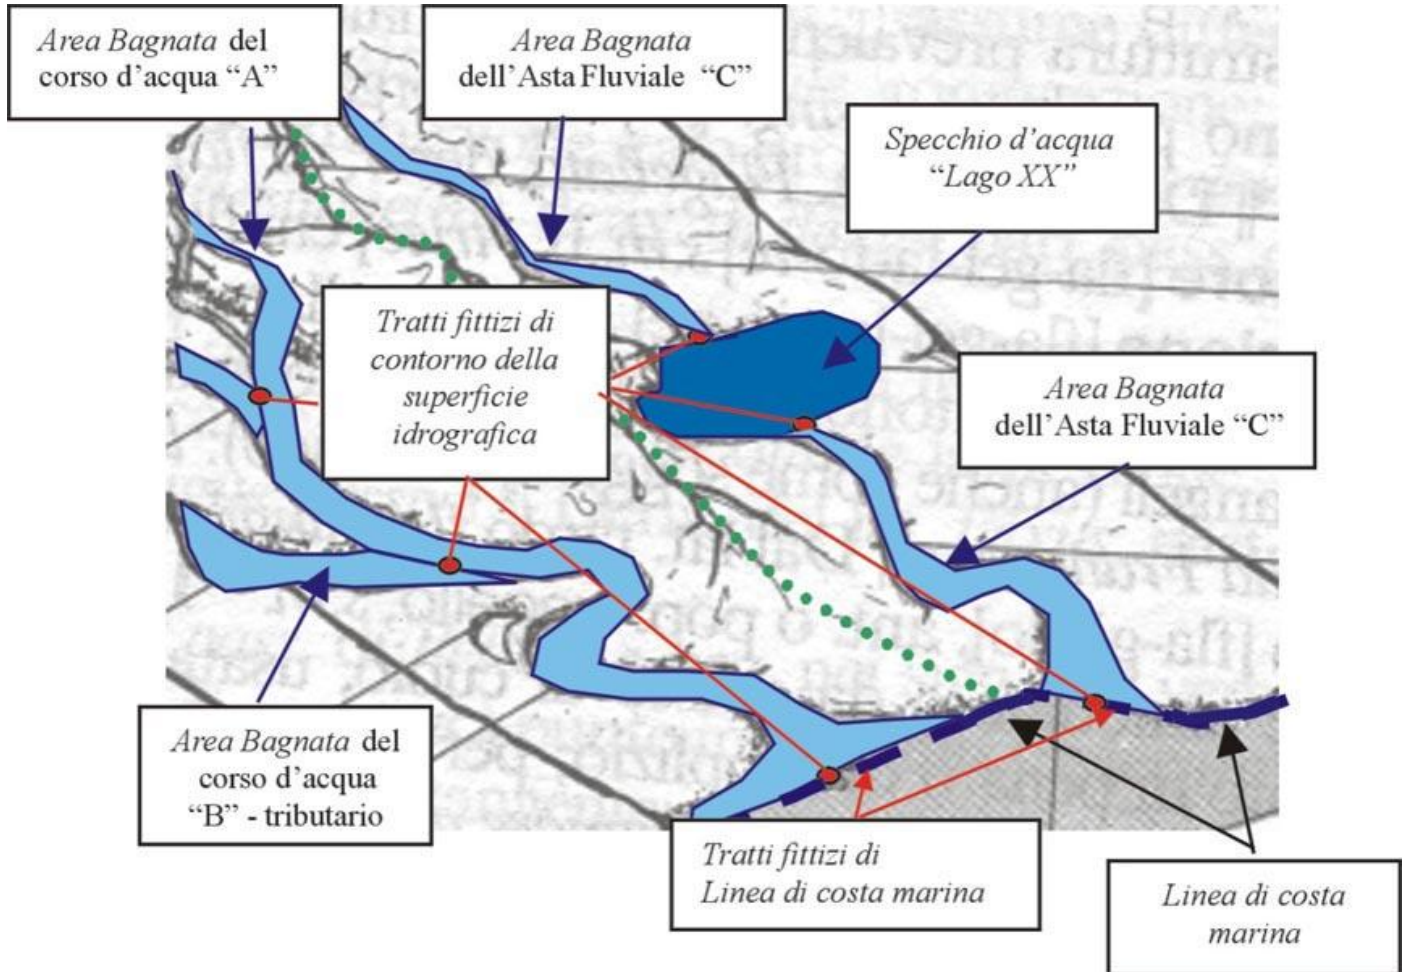 Area Bagnata del
corso d'acqua “A”
Area Bagnata
dell'Asta Fluviale “C”
Specchio d'acqua
“Lago XX”
Tratti fittizi di
contorno della
superficie
idrografica
Area Bagnata
dell'Asta Fluviale “C”
Area Bagnata del
corso d'acqua
“B” - tributario
Tratti fittizi di
Linea di costa marina
Linea di costa
marina